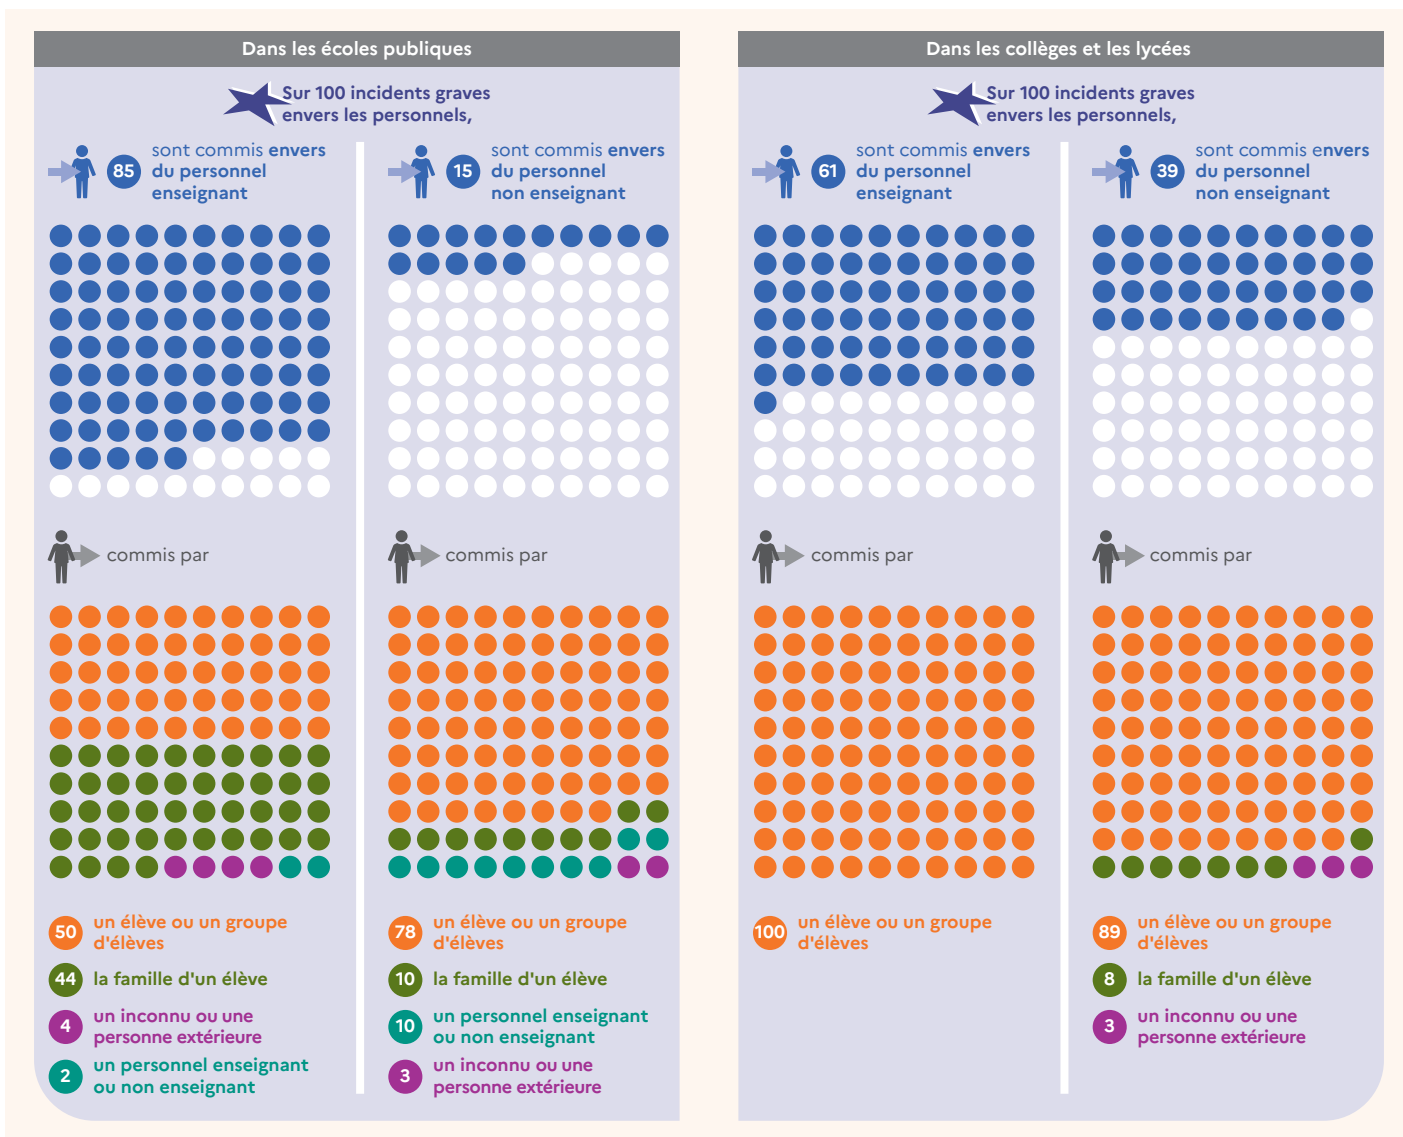 Dans les écoles publiques
Sur 100 incidents graves
envers les personnels,
85
sont commis envers
du personnel
enseignant
15
sont commis envers
du personnel
non enseignant
commis par
commis par
50
un élève ou un groupe
d'élèves
44
la famille d'un élève
4
un inconnu ou une
personne extérieure
2
un personnel enseignant
ou non enseignant
78
un élève ou un groupe
d'élèves
10
la famille d'un élève
10
un personnel enseignant
ou non enseignant
3
un inconnu ou une
personne extérieure
Dans les collèges et les lycées
Sur 100 incidents graves
envers les personnels,
61
sont commis envers
du personnel
enseignant
39
sont commis envers
du personnel
non enseignant
commis par
commis par
100
un élève ou un groupe
d'élèves
89
un élève ou un groupe
d'élèves
8
la famille d'un élève
3
un inconnu ou une
personne extérieure